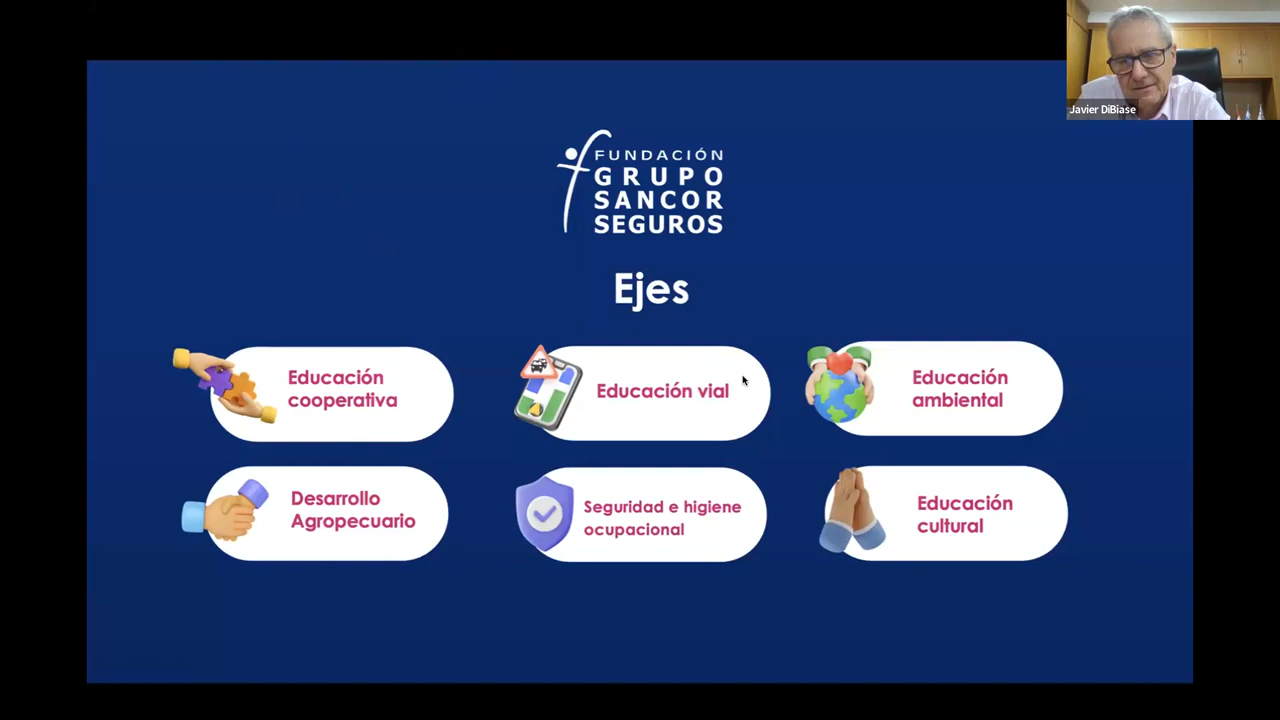 Javier DiBiase
FUNDACIÓN
GRUPO
SANCOR
SEGUROS
Ejes
Educación
cooperativa
Educación vial
Educación
ambiental
Desarrollo
Agropecuario
Seguridad e higiene
ocupacional
Educación
cultural